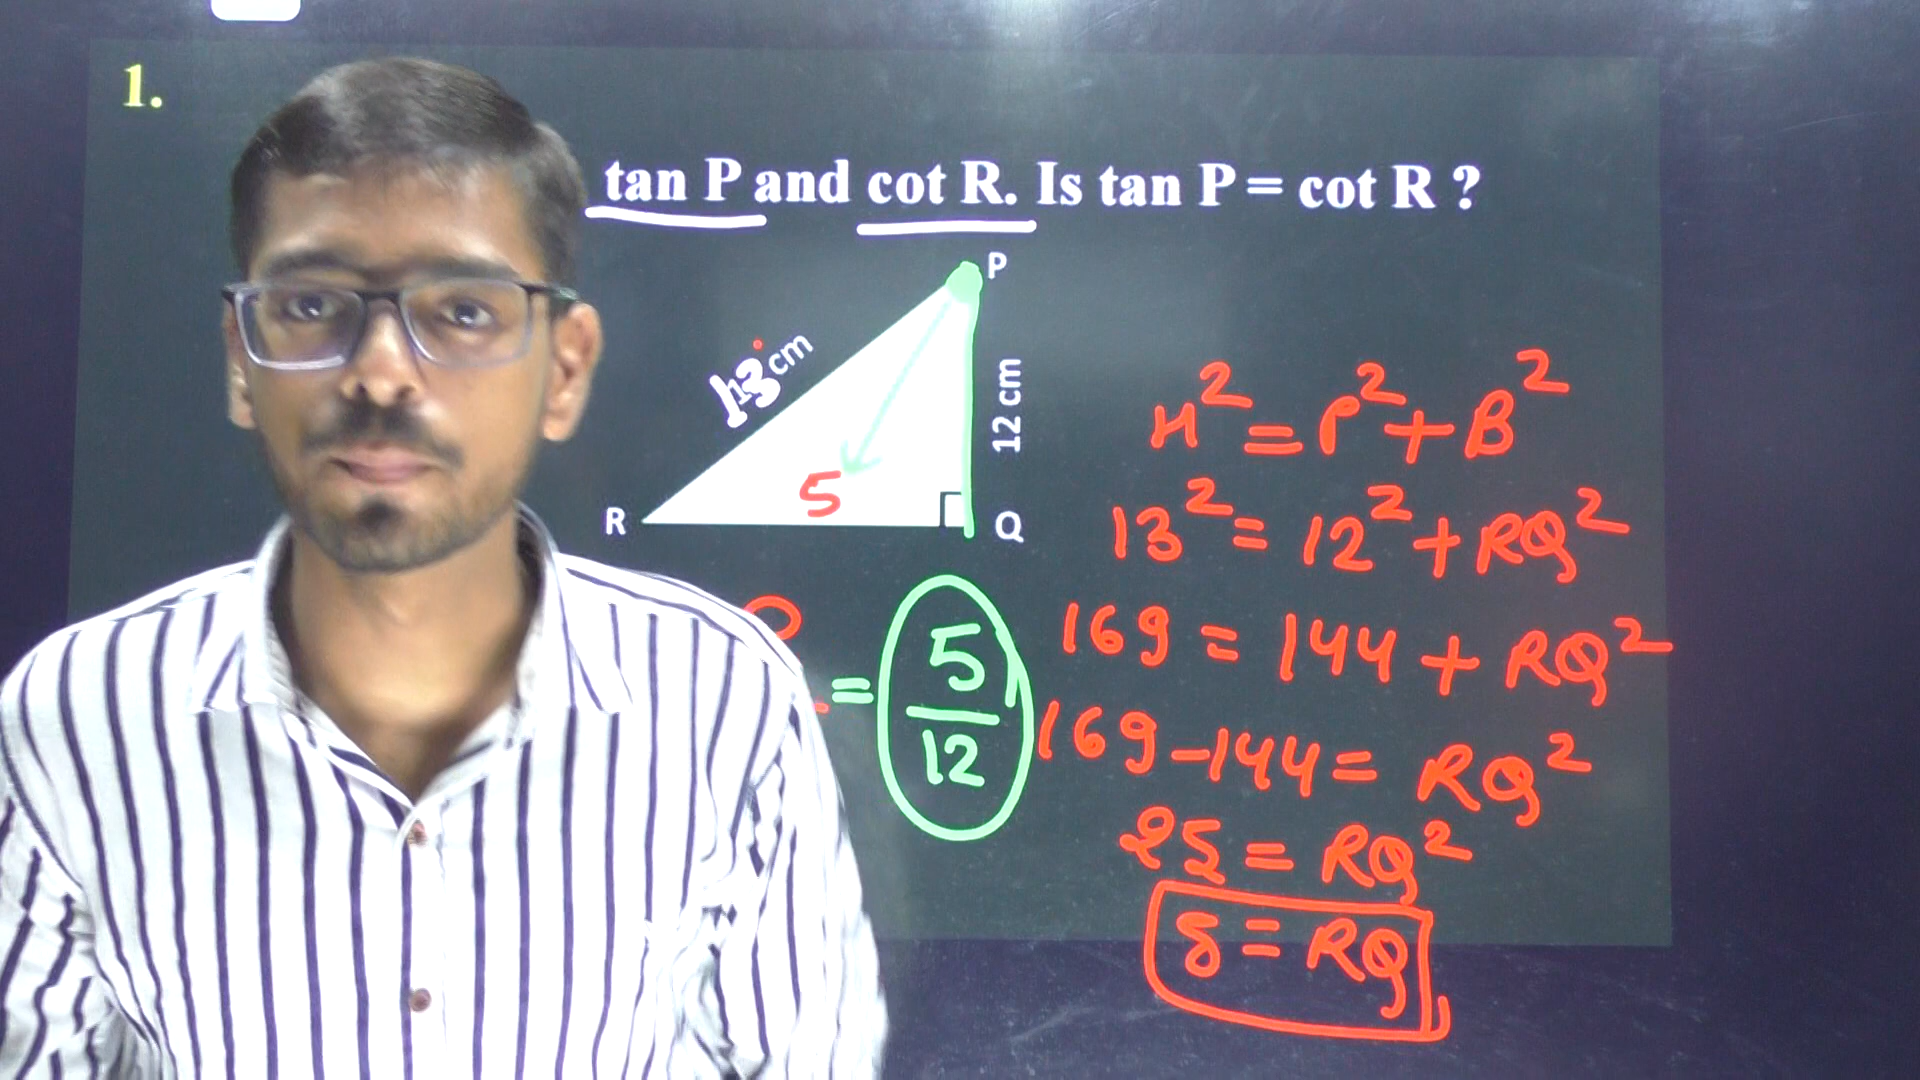 1.
tan P and cot R. Is tan P = cot R ?
P
13 cm
12 cm
5
R
Q
H² = P² + B²
13² = 12² + RQ²
169 = 144 + RQ²
= 5/12
169 - 144 = RQ²
25 = RQ²
5 = RQ